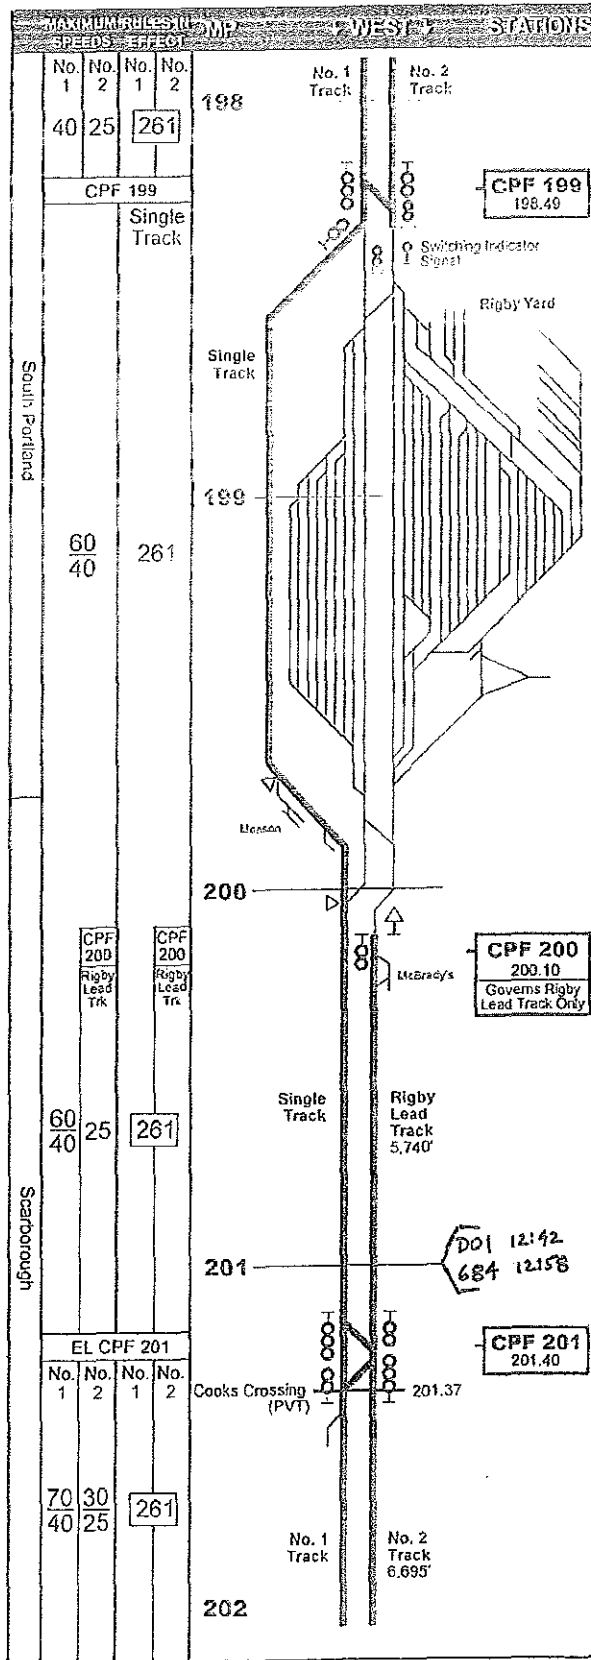 MAXIMUM SPEEDS RULES IN EFFECT MP WEST STATIONS
No. 1 No. 2 No. 1 No. 2
No. 1 Track No. 2 Track
198
40 25 261
CPF 199
CPF 199
198.49
Single Track
Switching Indicator Signal
Rigby Yard
South Portland
Single Track
199
60
40
261
Monson
200
CPF 200 Rigby Lead Trk
CPF 200 Rigby Lead Trk
CPF 200
200.10
Governs Rigby
Lead Track Only
McBrady's
Single Track
Rigby
Lead
Track
5,740'
60
40
25 261
Scarborough
201
DO1 12:42
684 12:58
EL CPF 201
CPF 201
201.40
No. 1 No. 2 No. 1 No. 2
Cooks Crossing
(PVT)
201.37
70
40
30
25
261
No. 1 Track
No. 2
Track
6,695'
202